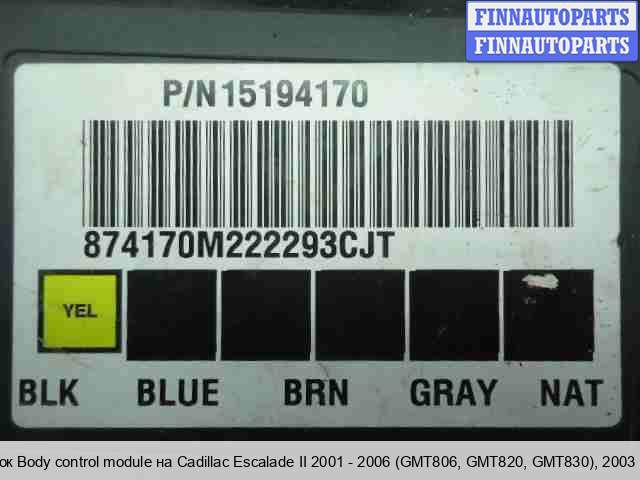 FINNAUTOPARTS
FINNAUTOPARTS
P/N15194170
874170M222293CJT
YEL
BLK BLUE BRN GRAY NAT
ок Body control module на Cadillac Escalade II 2001 - 2006 (GMT806, GMT820, GMT830), 2003